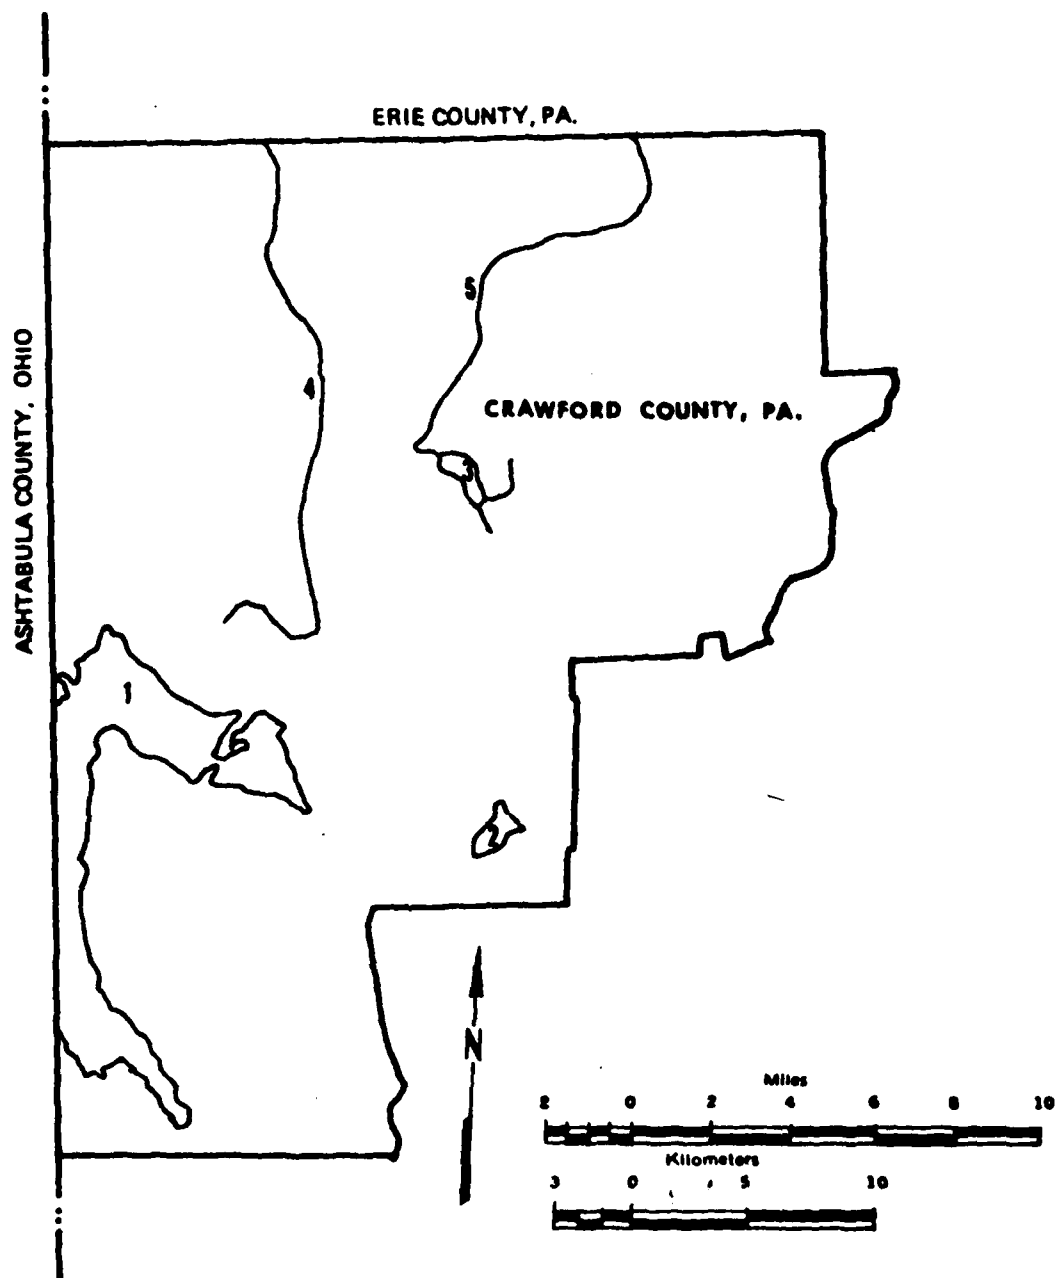 ERIE COUNTY, PA.
ASHTABULA COUNTY, OHIO
5
4
CRAWFORD COUNTY, PA.
3
1
2
N
Miles
2 0 2 4 6 8 10
Kilometers
3 0 5 10